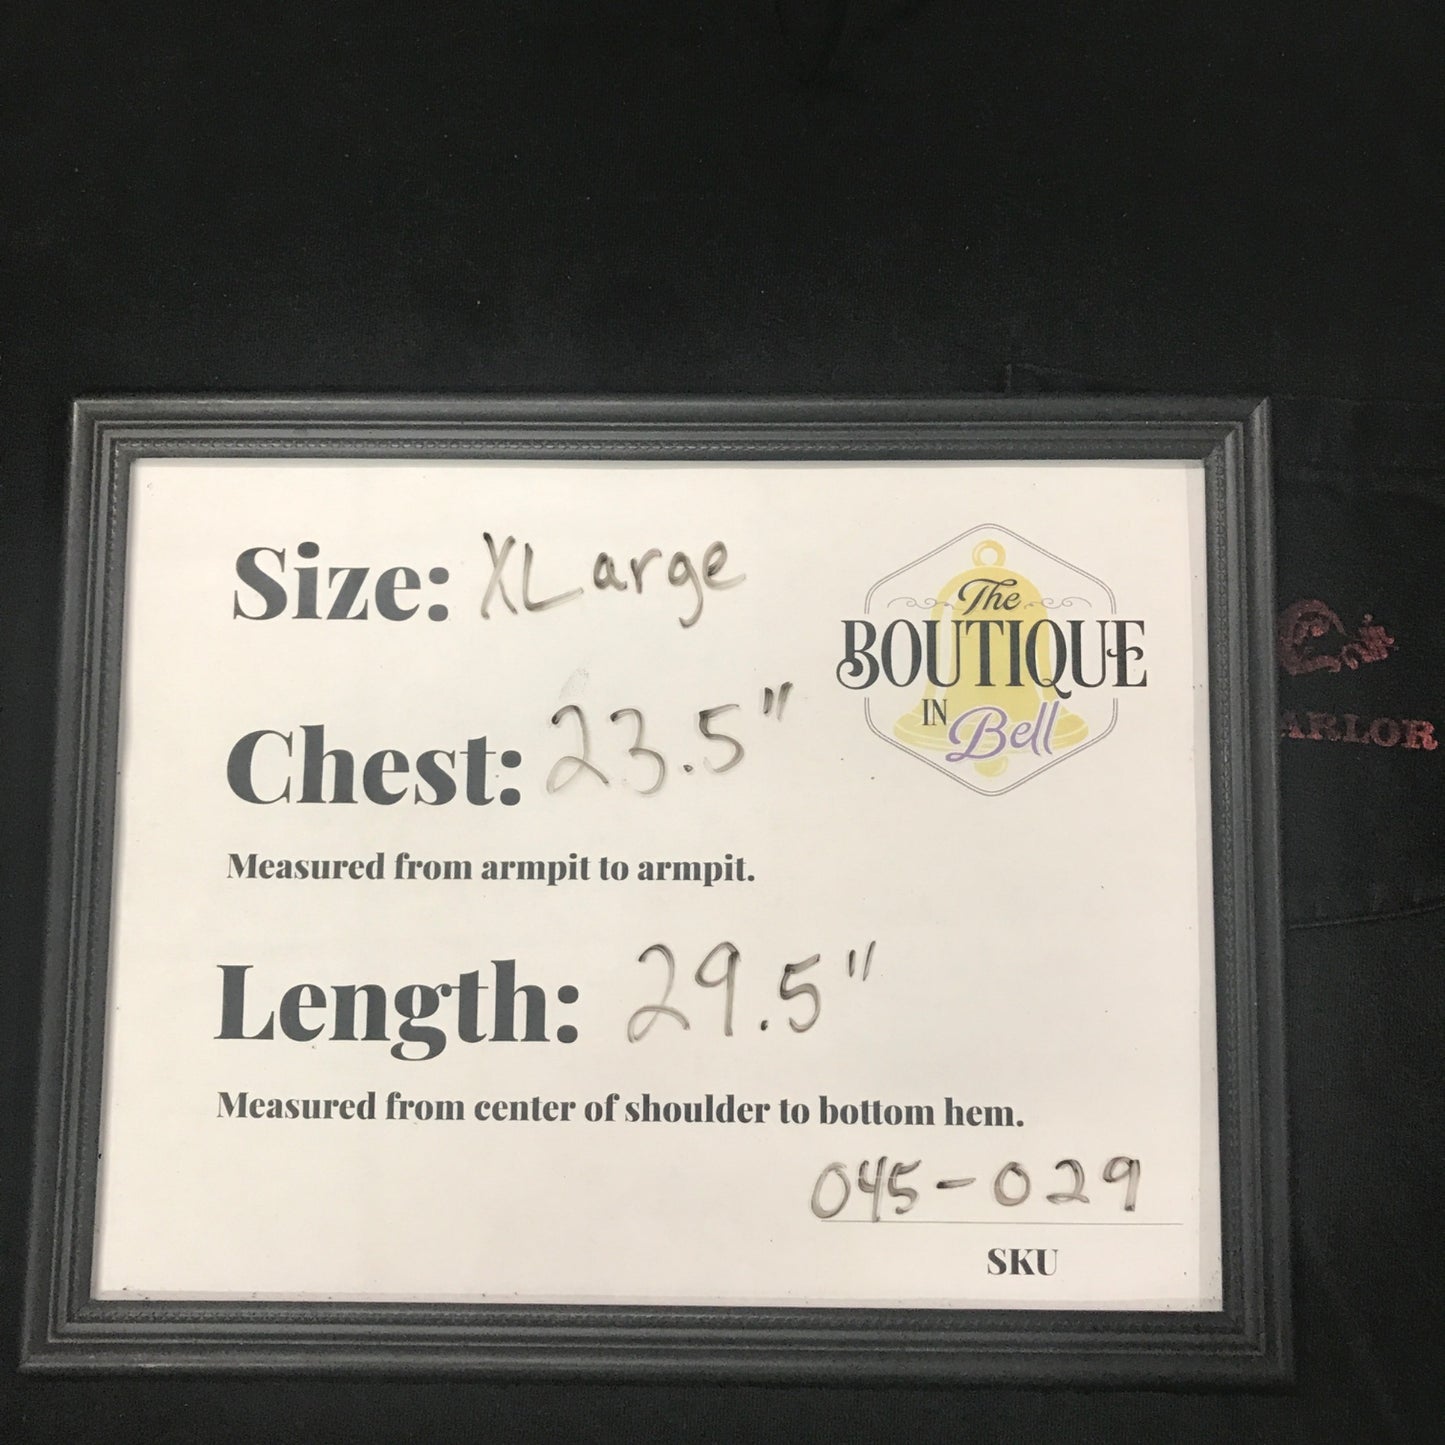 Size: XLarge
The
BOUTIQUE
IN Bell
Chest: 23.5"
Measured from armpit to armpit.
Length: 29.5"
Measured from center of shoulder to bottom hem.
045-029
SKU
ARLOR